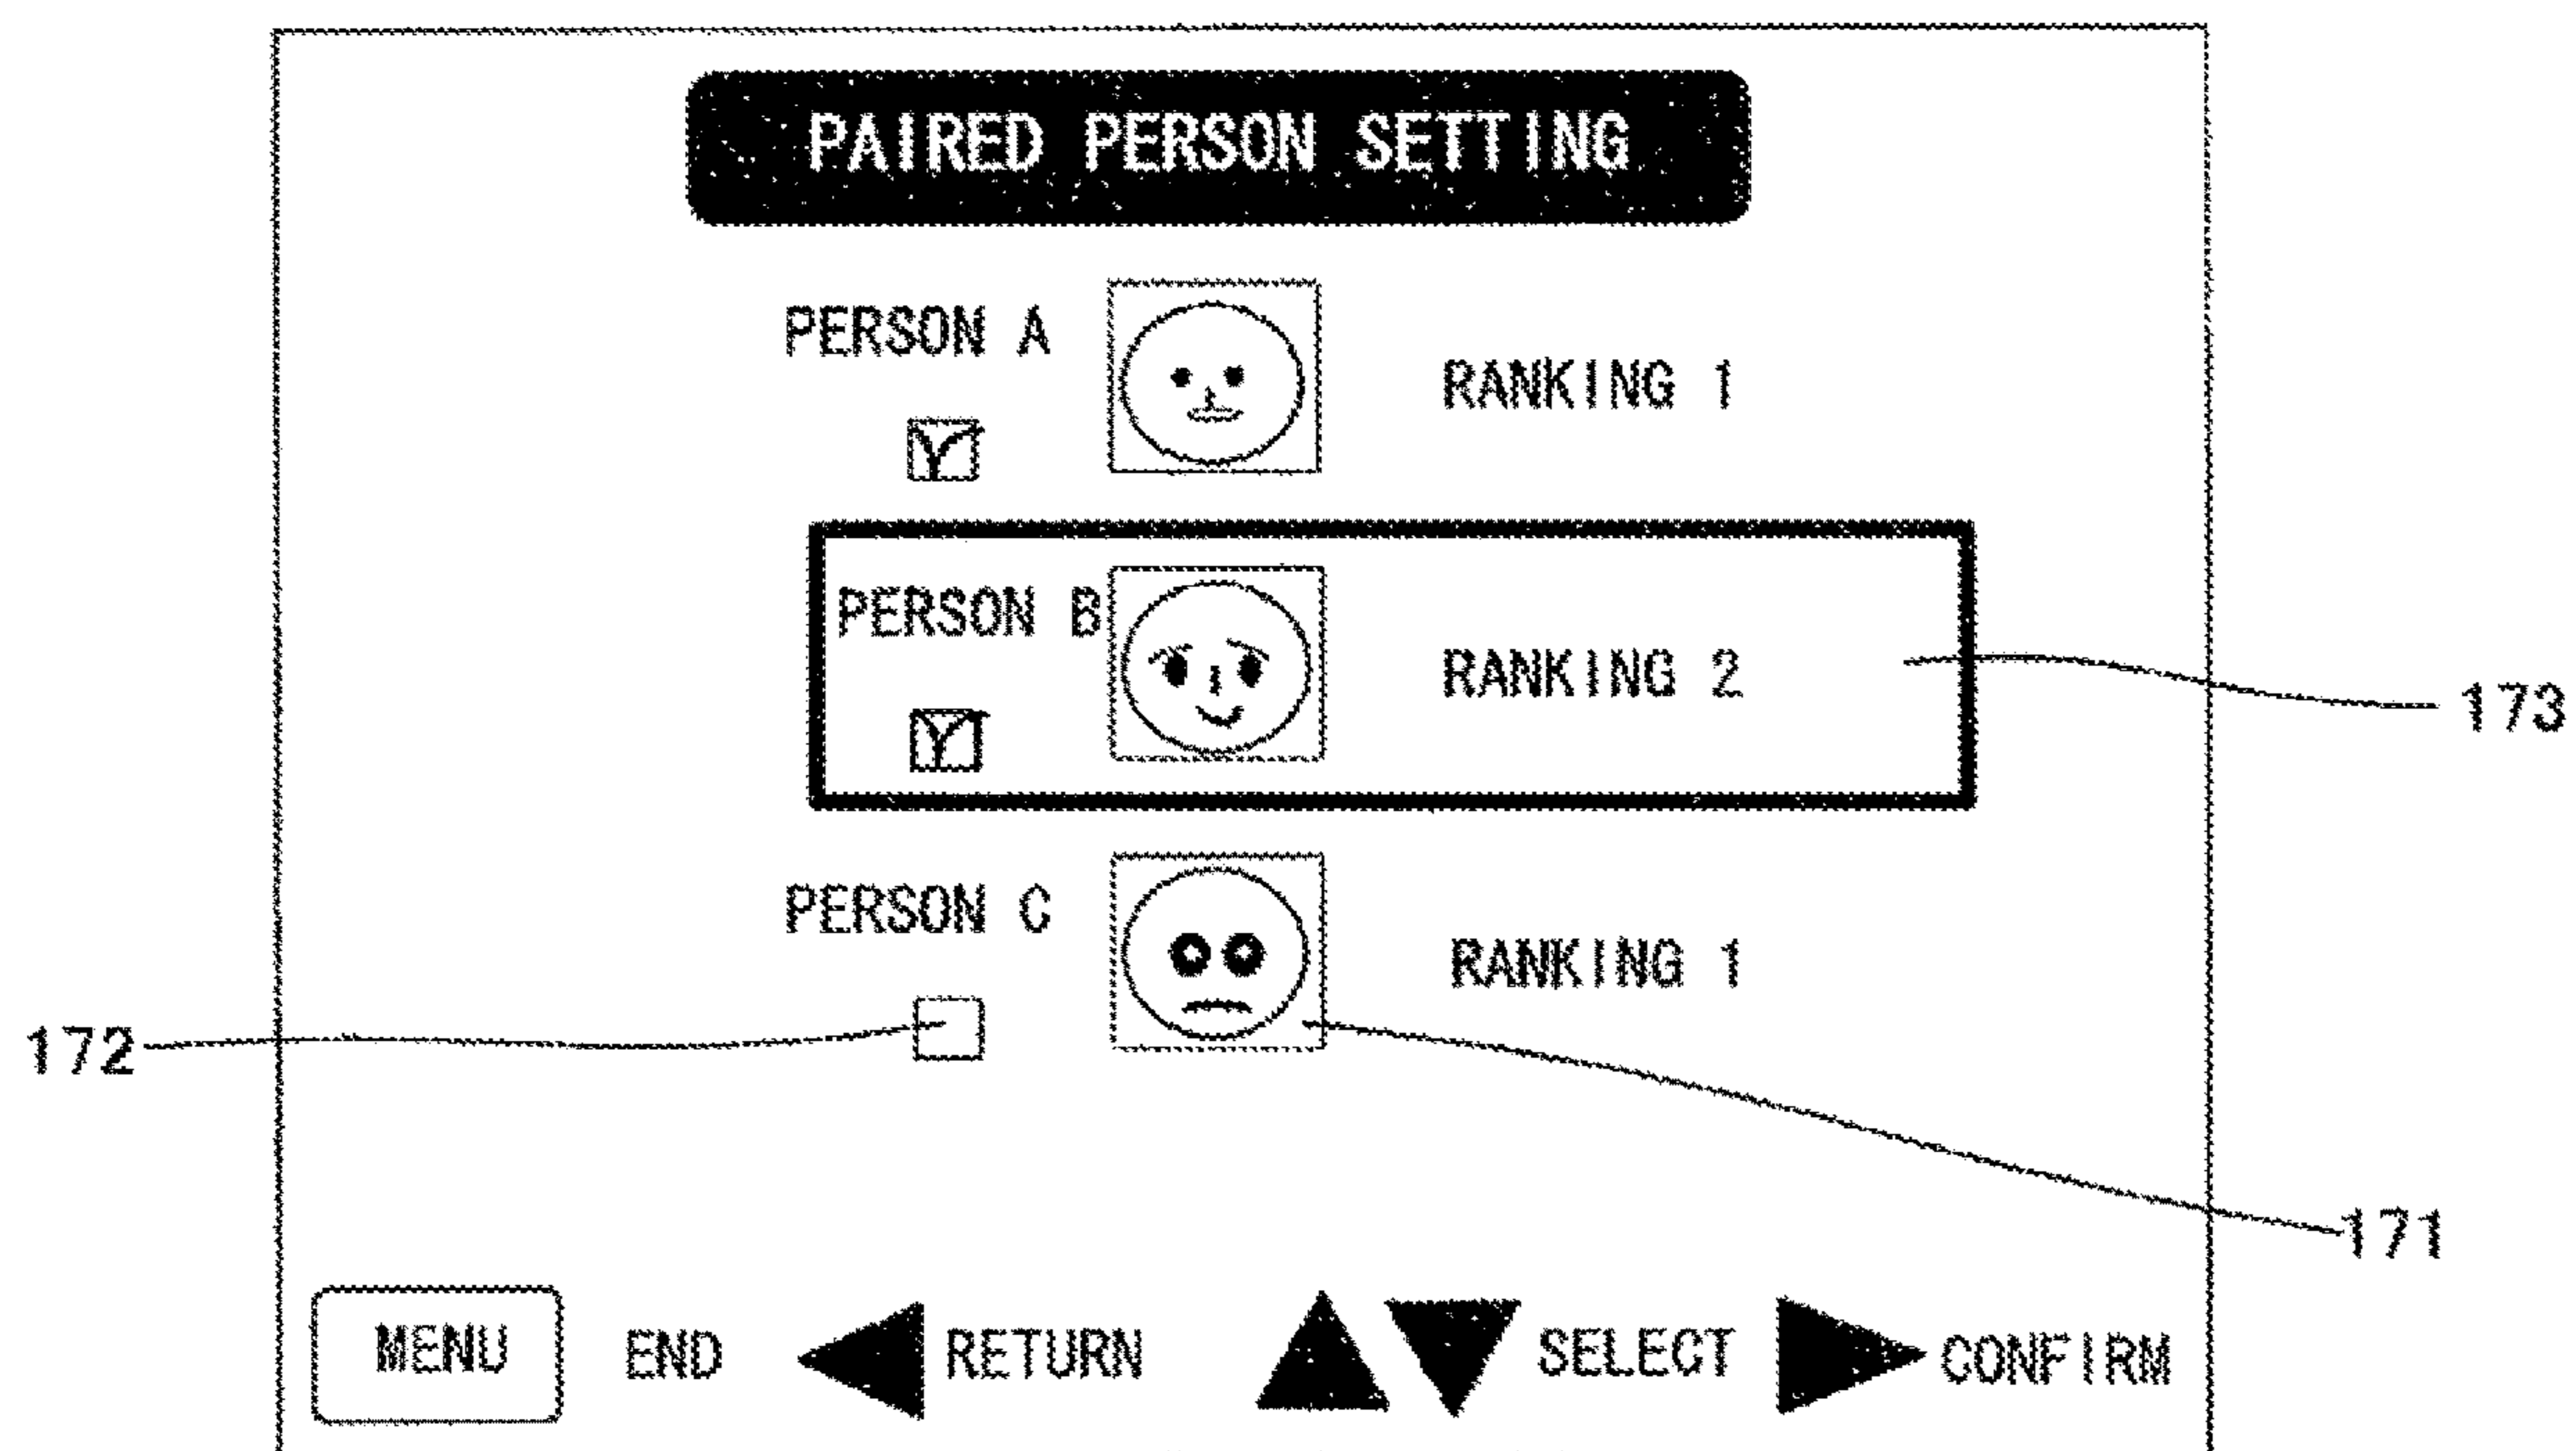 PAIRED PERSON SETTING
PERSON A
RANKING 1
PERSON B
RANKING 2
173
PERSON C
RANKING 1
172
171
MENU END RETURN SELECT CONFIRM